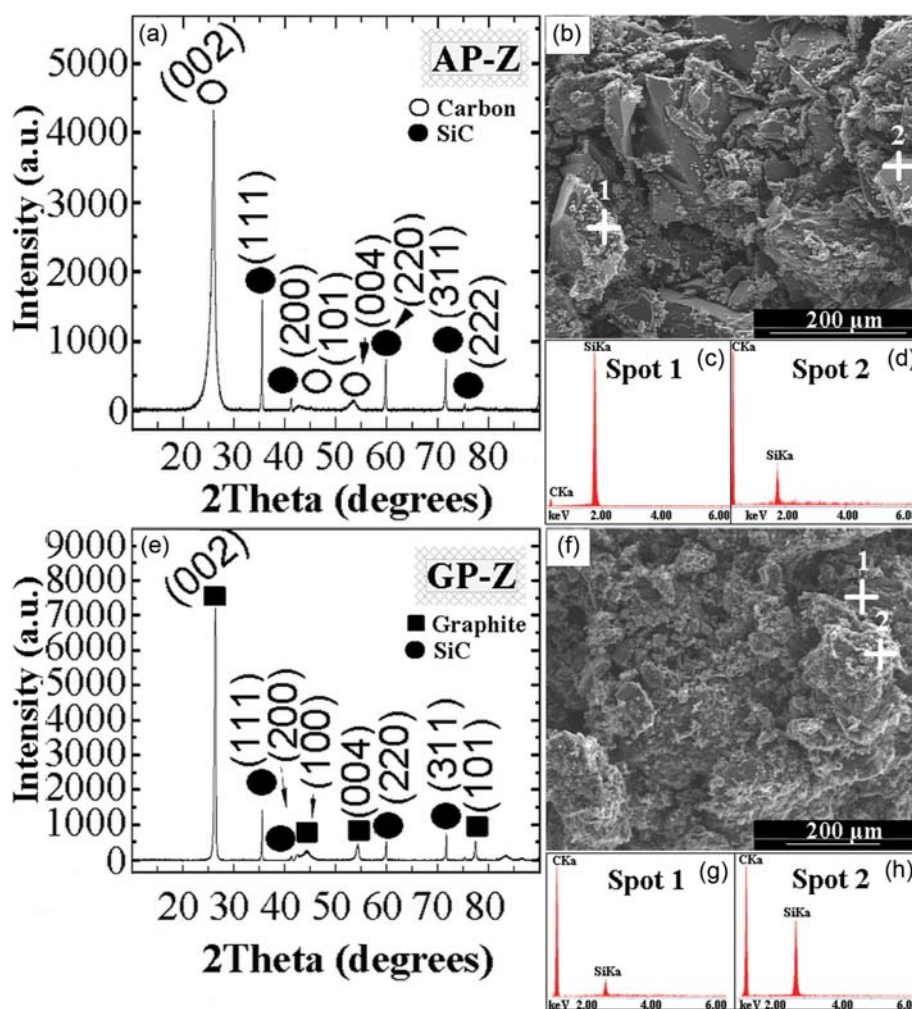 (a)
AP-Z
Carbon
SiC
(002)
(111)
(200)
(101)
(004)
(220)
(311)
(222)
Intensity (a.u.)
5000
4000
3000
2000
1000
0
20 30 40 50 60 70 80
2Theta (degrees)
(b)
1
2
200 µm
SiKa
Spot 1
(c)
CKa
keV 2.00 4.00 6.00
CKa
Spot 2
(d)
SiKa
keV 2.00 4.00 6.00
(e)
GP-Z
Graphite
SiC
(002)
(111)
(200)
(100)
(004)
(220)
(311)
(101)
Intensity (a.u.)
9000
8000
7000
6000
5000
4000
3000
2000
1000
0
20 30 40 50 60 70 80
2Theta (degrees)
(f)
1
2
200 µm
CKa
Spot 1
(g)
SiKa
keV 2.00 4.00 6.00
CKa
Spot 2
(h)
SiKa
keV 2.00 4.00 6.00